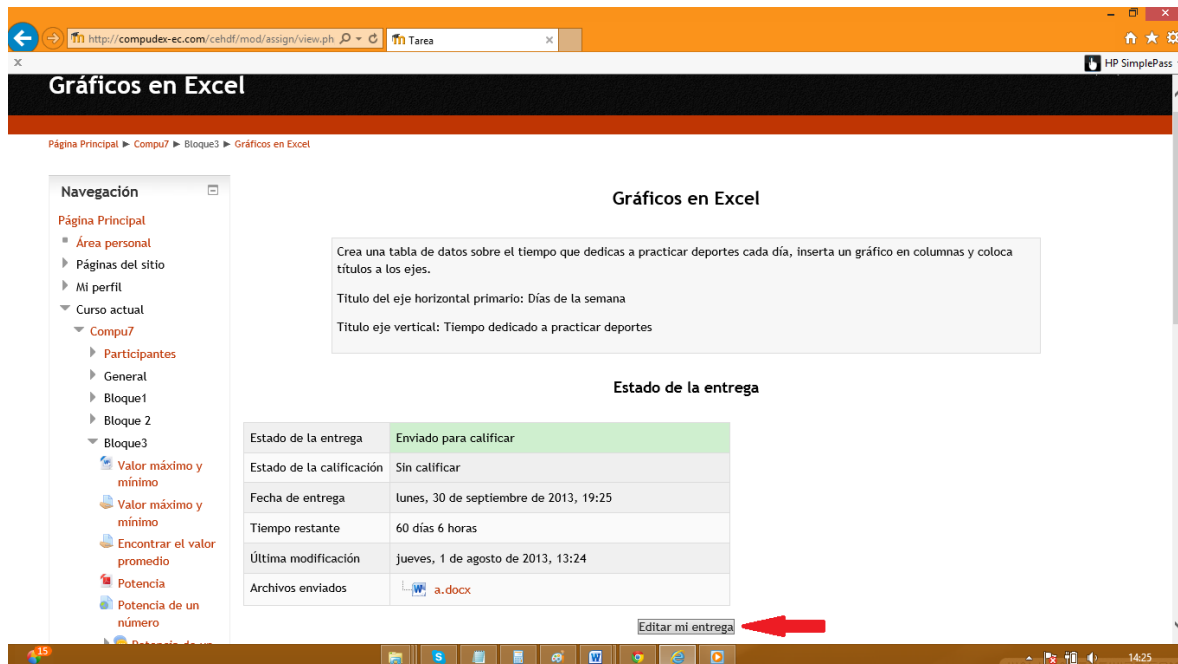 http://compudex-ec.com/cehdf/mod/assign/view.ph
Tarea
x
HP SimplePass
Gráficos en Excel
Página Principal ► Compu7 ► Bloque3 ► Gráficos en Excel
Navegación
Página Principal
Área personal
Páginas del sitio
Mi perfil
Curso actual
Compu7
Participantes
General
Bloque1
Bloque 2
Bloque3
Valor máximo y
mínimo
Valor máximo y
mínimo
Encontrar el valor
promedio
Potencia
Potencia de un
número
Gráficos en Excel
Crea una tabla de datos sobre el tiempo que dedicas a practicar deportes cada día, inserta un gráfico en columnas y coloca
títulos a los ejes.
Titulo del eje horizontal primario: Días de la semana
Titulo eje vertical: Tiempo dedicado a practicar deportes
Estado de la entrega
Estado de la entrega Enviado para calificar
Estado de la calificación Sin calificar
Fecha de entrega lunes, 30 de septiembre de 2013, 19:25
Tiempo restante 60 días 6 horas
Última modificación jueves, 1 de agosto de 2013, 13:24
Archivos enviados a.docx
Editar mi entrega
15
14:25